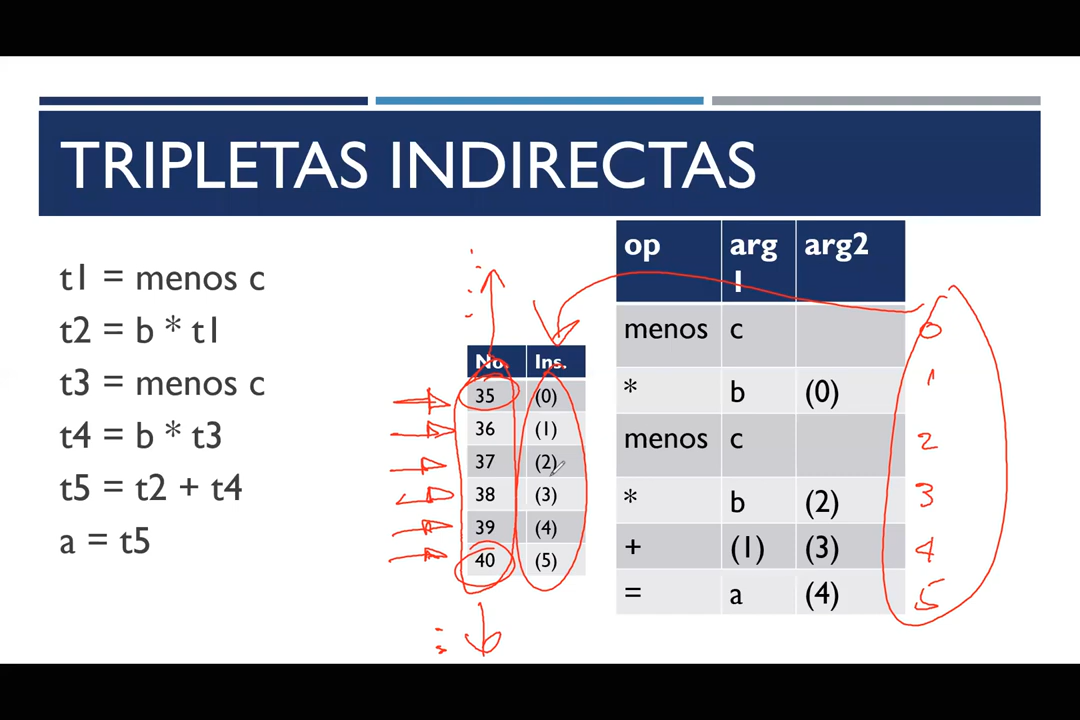 TRIPLETAS INDIRECTAS
t1 = menos c
t2 = b * t1
t3 = menos c
t4 = b * t3
t5 = t2 + t4
a = t5
No. Ins.
35 (0)
36 (1)
37 (2)
38 (3)
39 (4)
40 (5)
op arg1 arg2
menos c 0
* b (0) 1
menos c 2
* b (2) 3
+ (1) (3) 4
= a (4) 5